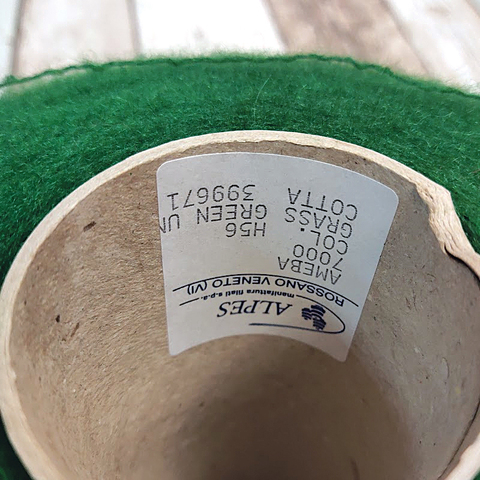 ALPES
manifattura filati s.p.a.
ROSSANO VENETO (VI)
AMEBA
7000
COL. H56
GRASS GREEN UN
COTTA 399671